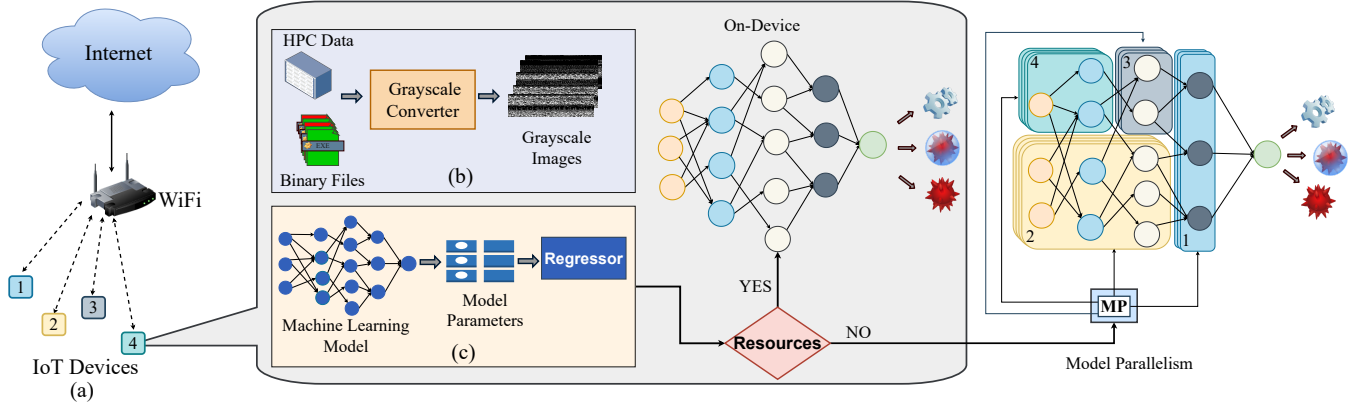 Internet
WiFi
1
2
3
4
IoT Devices
(a)
HPC Data
Grayscale
Converter
Grayscale
Images
EXE
Binary Files
(b)
Machine Learning
Model
Model
Parameters
Regressor
(c)
On-Device
YES
Resources
NO
4
3
2
1
MP
Model Parallelism